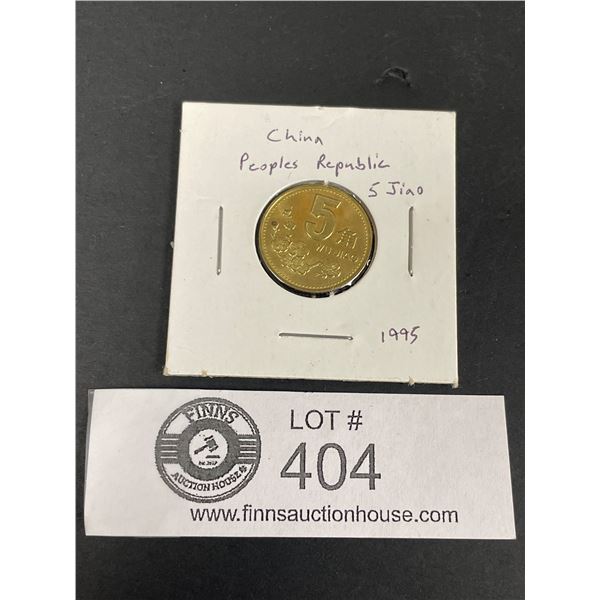 China
Peoples Republic
5 Jiao
5角
WU JIAO
1995
FINNS
AUCTION HOUSE
LOT #
404
www.finnsauctionhouse.com